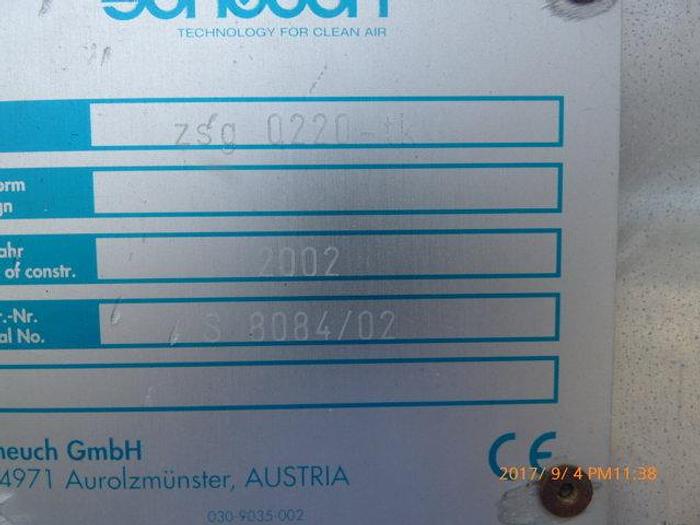 TECHNOLOGY FOR CLEAN AIR
zsg 0220-tk
orm
gn
ahr
of constr.
2002
r.-Nr.
al No.
S 8084/02
heuch GmbH
4971 Aurolzmünster, AUSTRIA
CE
2017/ 9/ 4 PM11:38
030-9035-002